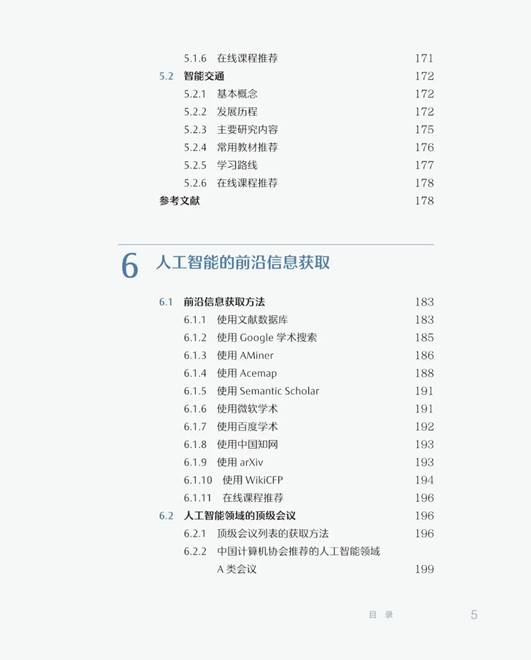 5.1.6 在线课程推荐 171
5.2 智能交通 172
5.2.1 基本概念 172
5.2.2 发展历程 172
5.2.3 主要研究内容 175
5.2.4 常用教材推荐 176
5.2.5 学习路线 177
5.2.6 在线课程推荐 178
参考文献 178
6 人工智能的前沿信息获取
6.1 前沿信息获取方法 183
6.1.1 使用文献数据库 183
6.1.2 使用 Google 学术搜索 185
6.1.3 使用 AMiner 186
6.1.4 使用 Acemap 188
6.1.5 使用 Semantic Scholar 191
6.1.6 使用微软学术 191
6.1.7 使用百度学术 192
6.1.8 使用中国知网 193
6.1.9 使用 arXiv 193
6.1.10 使用 WikiCFP 194
6.1.11 在线课程推荐 196
6.2 人工智能领域的顶级会议 196
6.2.1 顶级会议列表的获取方法 196
6.2.2 中国计算机协会推荐的人工智能领域
A 类会议 199
目 录 5